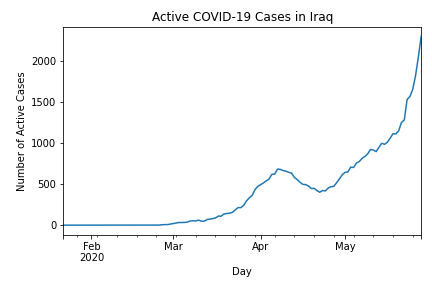 Active COVID-19 Cases in Iraq
Number of Active Cases
2000
1500
1000
500
0
Feb
2020
Mar
Apr
May
Day